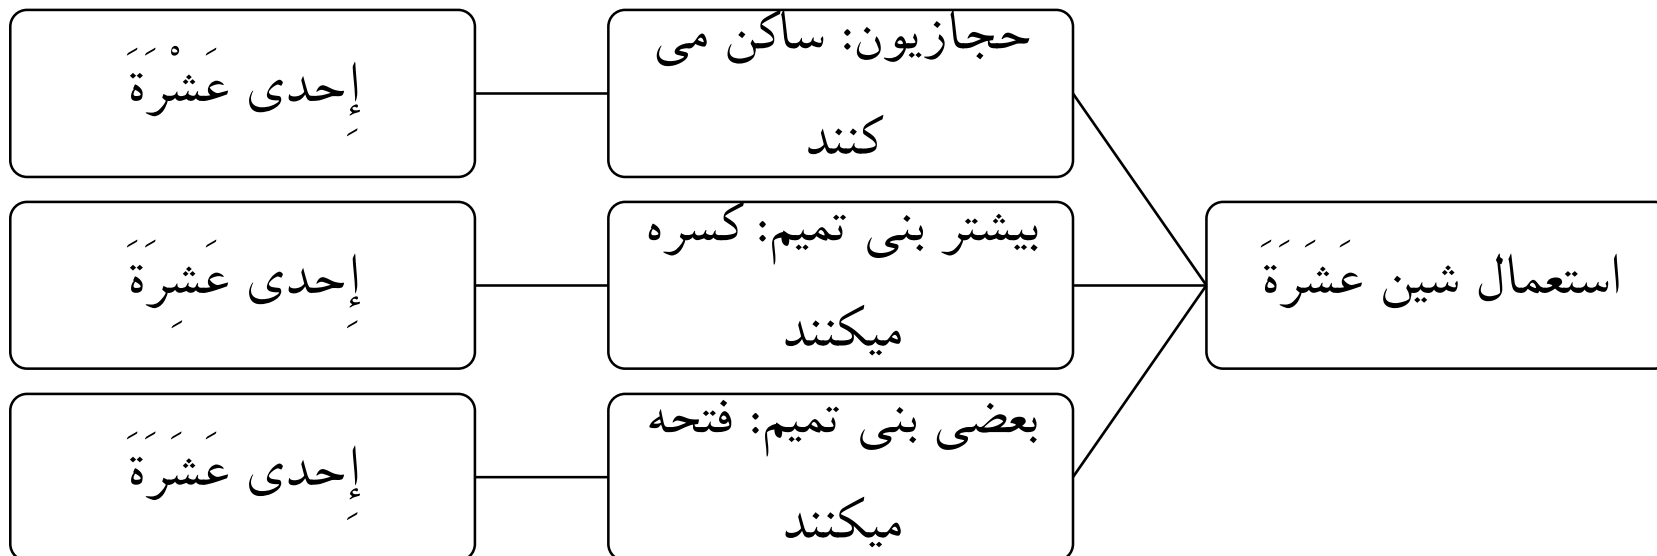 استعمال شین عَشَرَةَ
حجازیون: ساکن می
کنند
إِحدی عَشْرَةَ
بیشتر بنی تمیم: کسره
میکنند
إِحدی عَشِرَةَ
بعضی بنی تمیم: فتحه
میکنند
إِحدی عَشَرَةَ